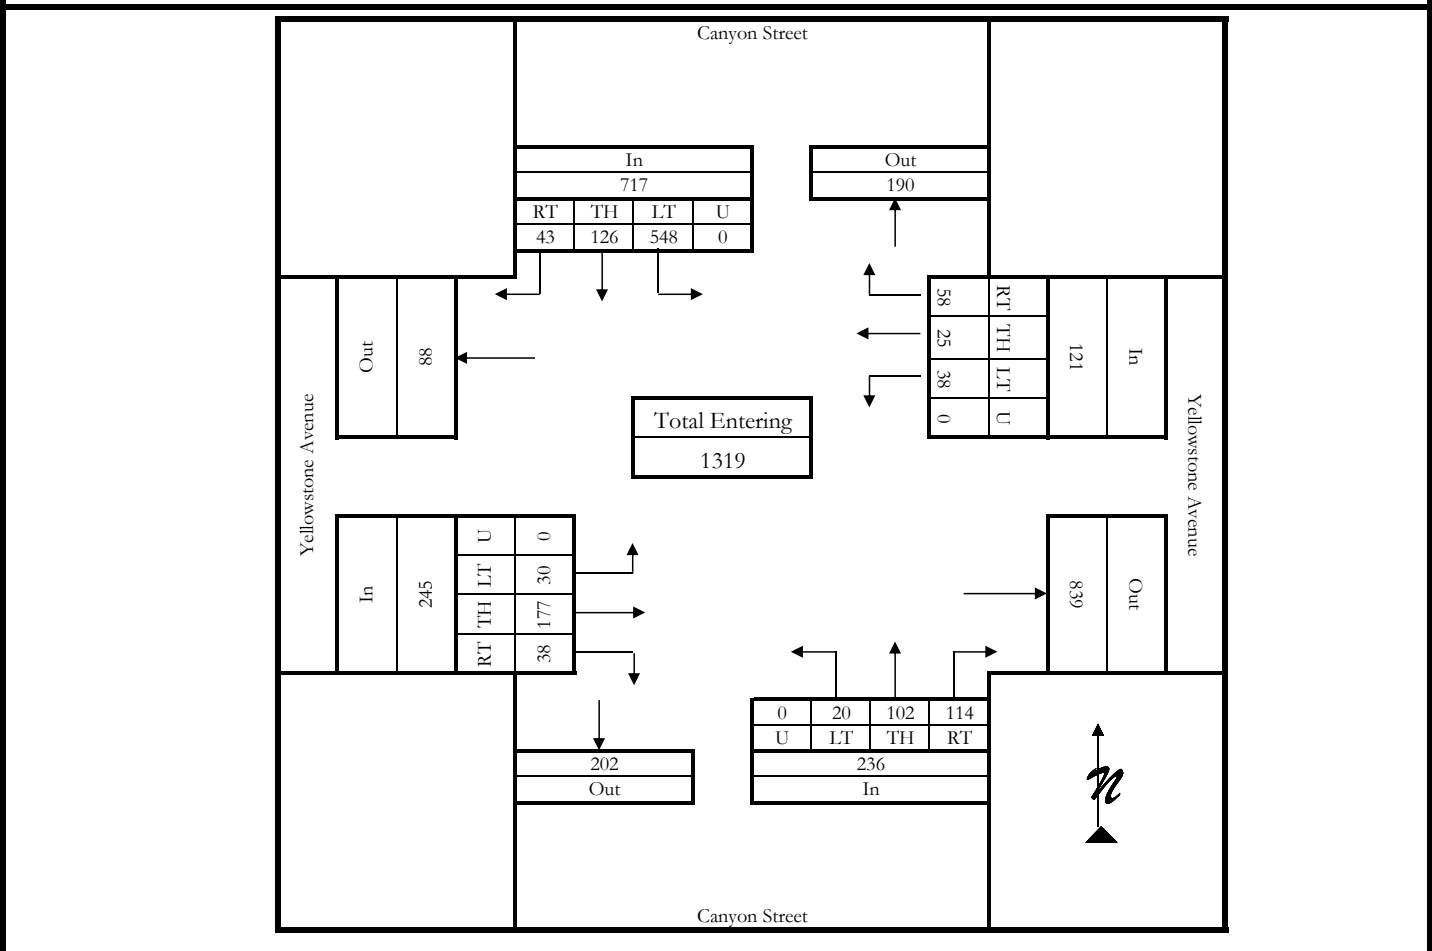 Canyon Street
In
717
RT TH LT U
43 126 548 0
Out
190
Out
88
Yellowstone Avenue
58 RT
25 TH
38 LT
0 U
121
In
Yellowstone Avenue
Total Entering
1319
In
245
U 0
LT 30
TH 177
RT 38
839
Out
202
Out
0 20 102 114
U LT TH RT
236
In
N
Canyon Street